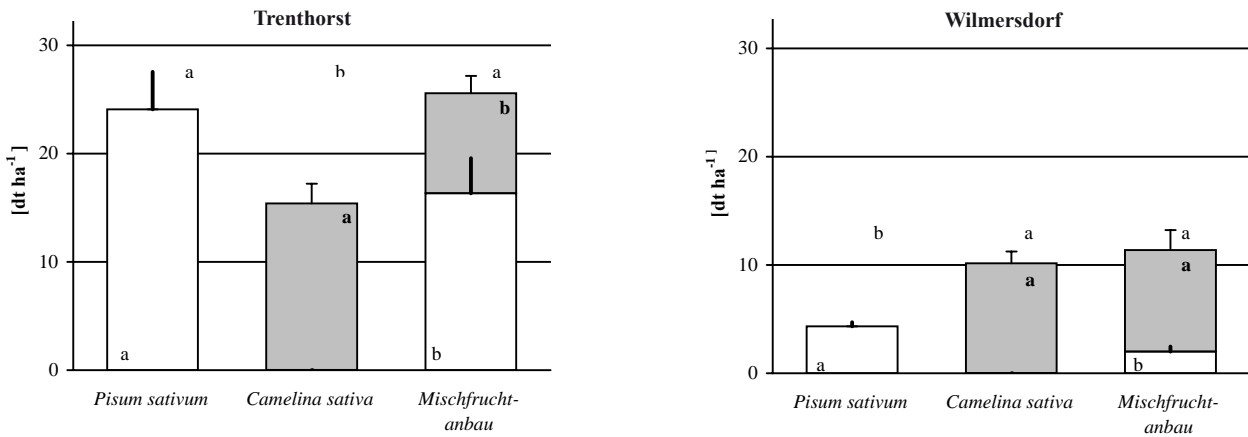 Trenthorst
[dt ha-1]
30
20
10
0
a
b
a
b
a
a
b
Pisum sativum
Camelina sativa
Mischfrucht-
anbau
Wilmersdorf
[dt ha-1]
30
20
10
0
b
a
a
a
a
a
b
Pisum sativum
Camelina sativa
Mischfrucht-
anbau